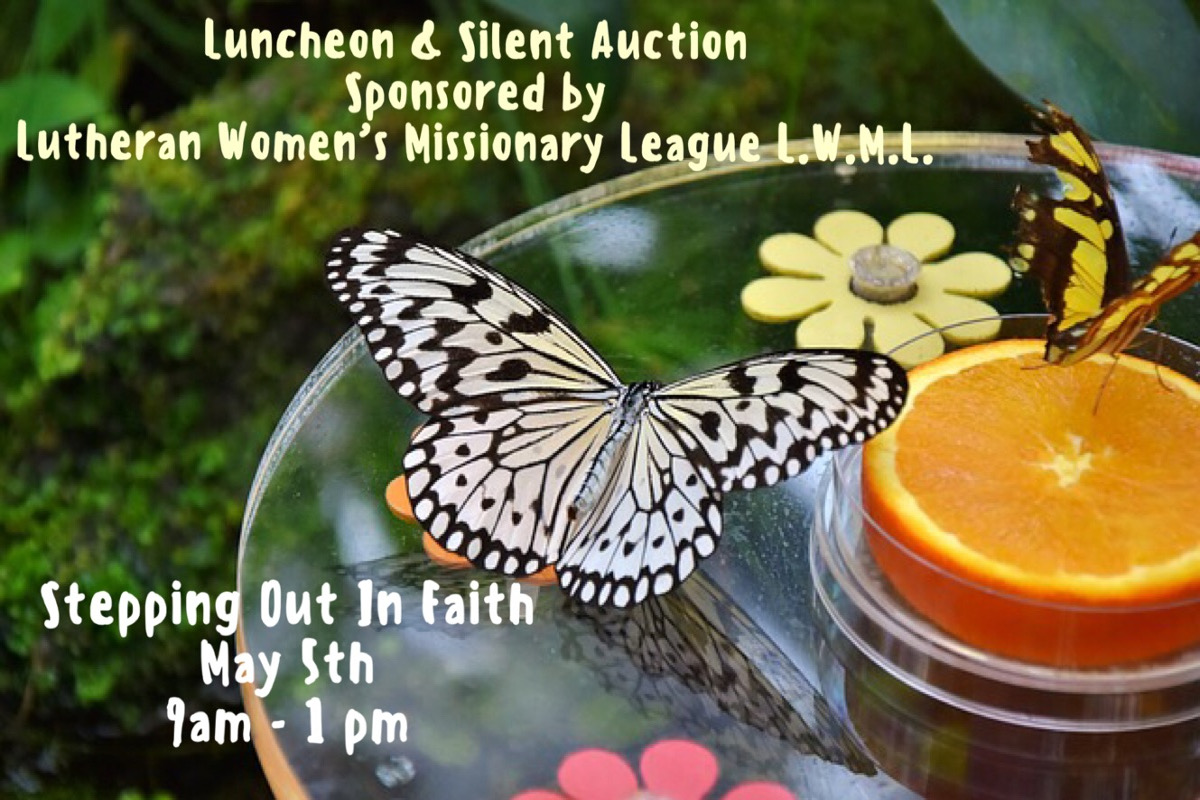 Luncheon & Silent Auction
Sponsored by
Lutheran Women's Missionary League L.W.M.L.
Stepping Out In Faith
May 5th
9am - 1 pm